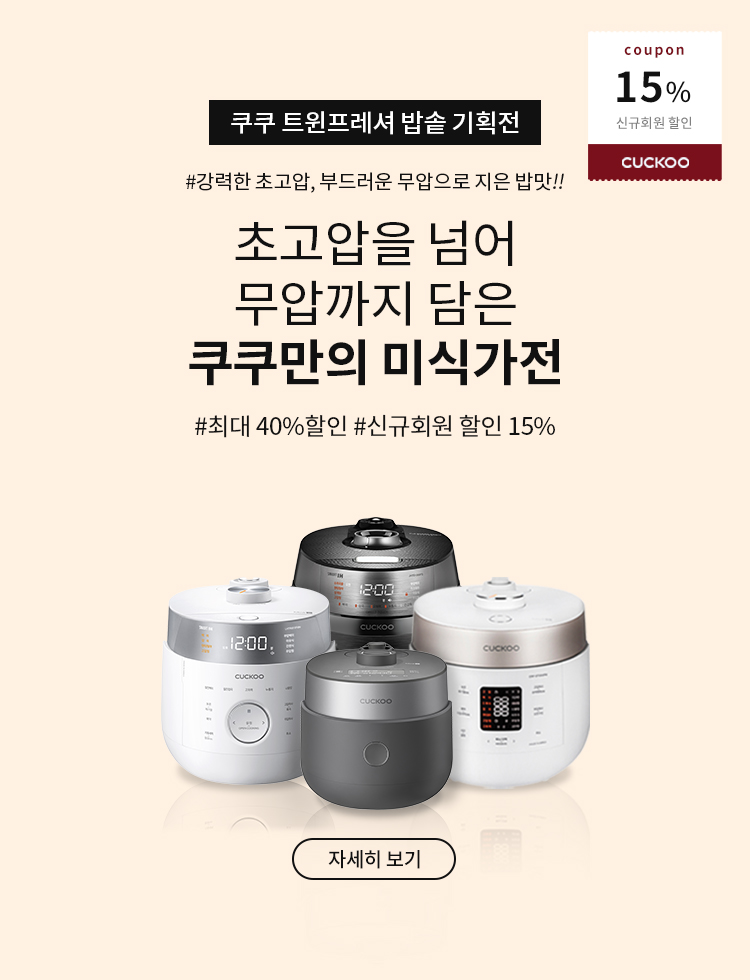 coupon
15%
신규회원 할인
CUCKOO
쿠쿠 트윈프레셔 밥솥 기획전
#강력한 초고압, 부드러운 무압으로 지은 밥맛!!
초고압을 넘어
무압까지 담은
쿠쿠만의 미식가전
#최대 40%할인 #신규회원 할인 15%
12:00
CUCKOO
12:00
CUCKOO
CUCKOO
CUCKOO
자세히 보기